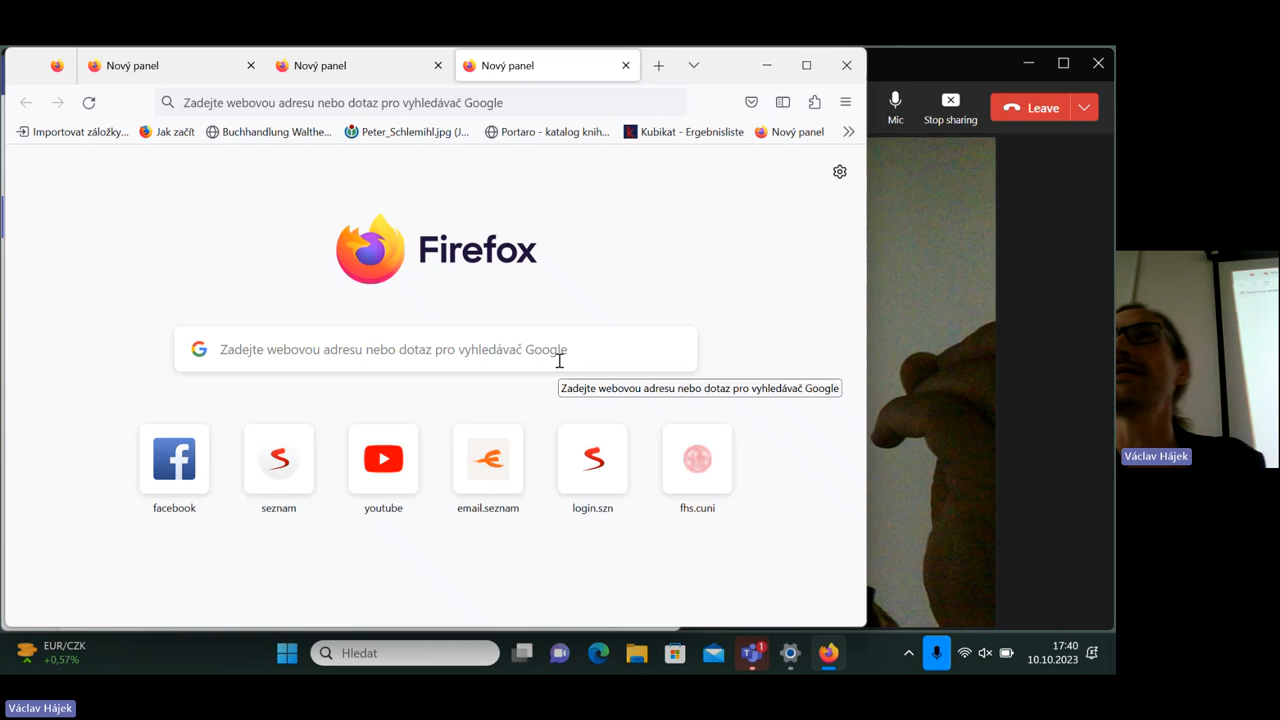 Nový panel
Nový panel
Nový panel
Zadejte webovou adresu nebo dotaz pro vyhledávač Google
Importovat záložky...
Jak začít
Buchhandlung Walthe...
Peter_Schlemihl.jpg (J...
Portaro - katalog knih...
Kubikat - Ergebnisliste
Nový panel
Mic
Stop sharing
Leave
Firefox
Zadejte webovou adresu nebo dotaz pro vyhledávač Google
Zadejte webovou adresu nebo dotaz pro vyhledávač Google
facebook
seznam
youtube
email.seznam
login.szn
fhs.cuni
Václav Hájek
EUR/CZK
+0,57%
Hledat
1
17:40
10.10.2023
Václav Hájek